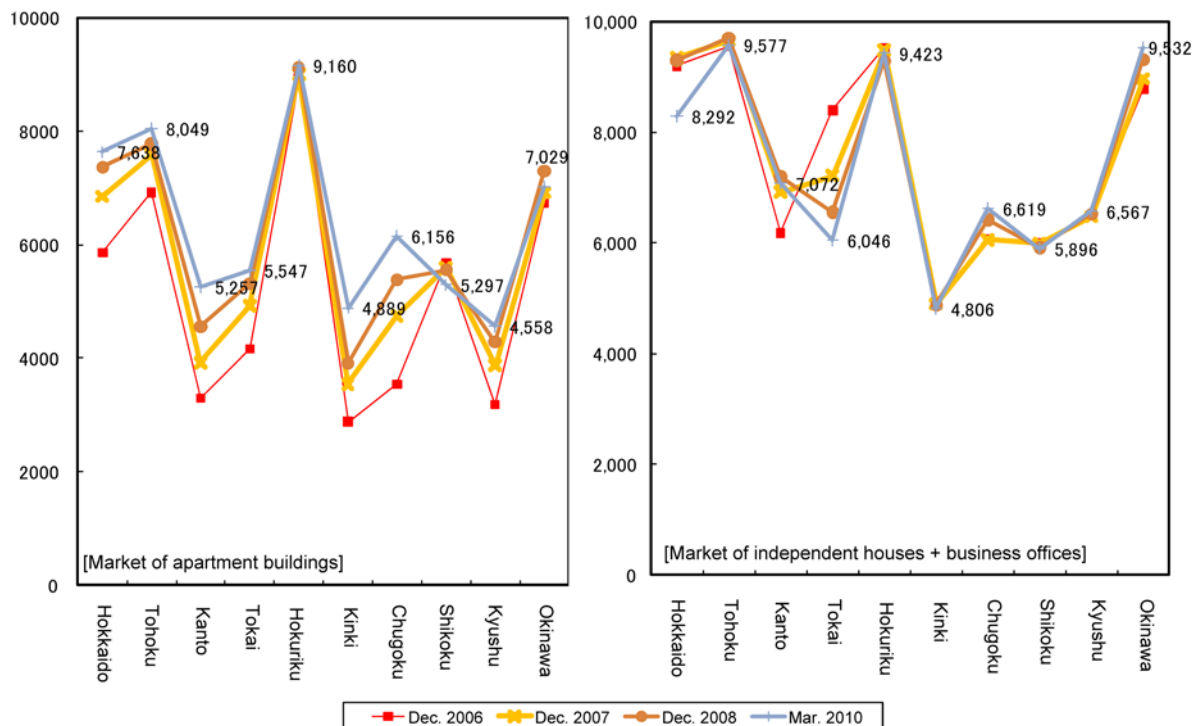 10000
8000
6000
4000
2000
0
7,638
8,049
5,257
5,547
9,160
4,889
6,156
5,297
4,558
7,029
[Market of apartment buildings]
Hokkaido
Tohoku
Kanto
Tokai
Hokuriku
Kinki
Chugoku
Shikoku
Kyushu
Okinawa
10,000
8,000
6,000
4,000
2,000
0
8,292
9,577
7,072
6,046
9,423
4,806
6,619
5,896
6,567
9,532
[Market of independent houses + business offices]
Hokkaido
Tohoku
Kanto
Tokai
Hokuriku
Kinki
Chugoku
Shikoku
Kyushu
Okinawa
Dec. 2006 Dec. 2007 Dec. 2008 Mar. 2010